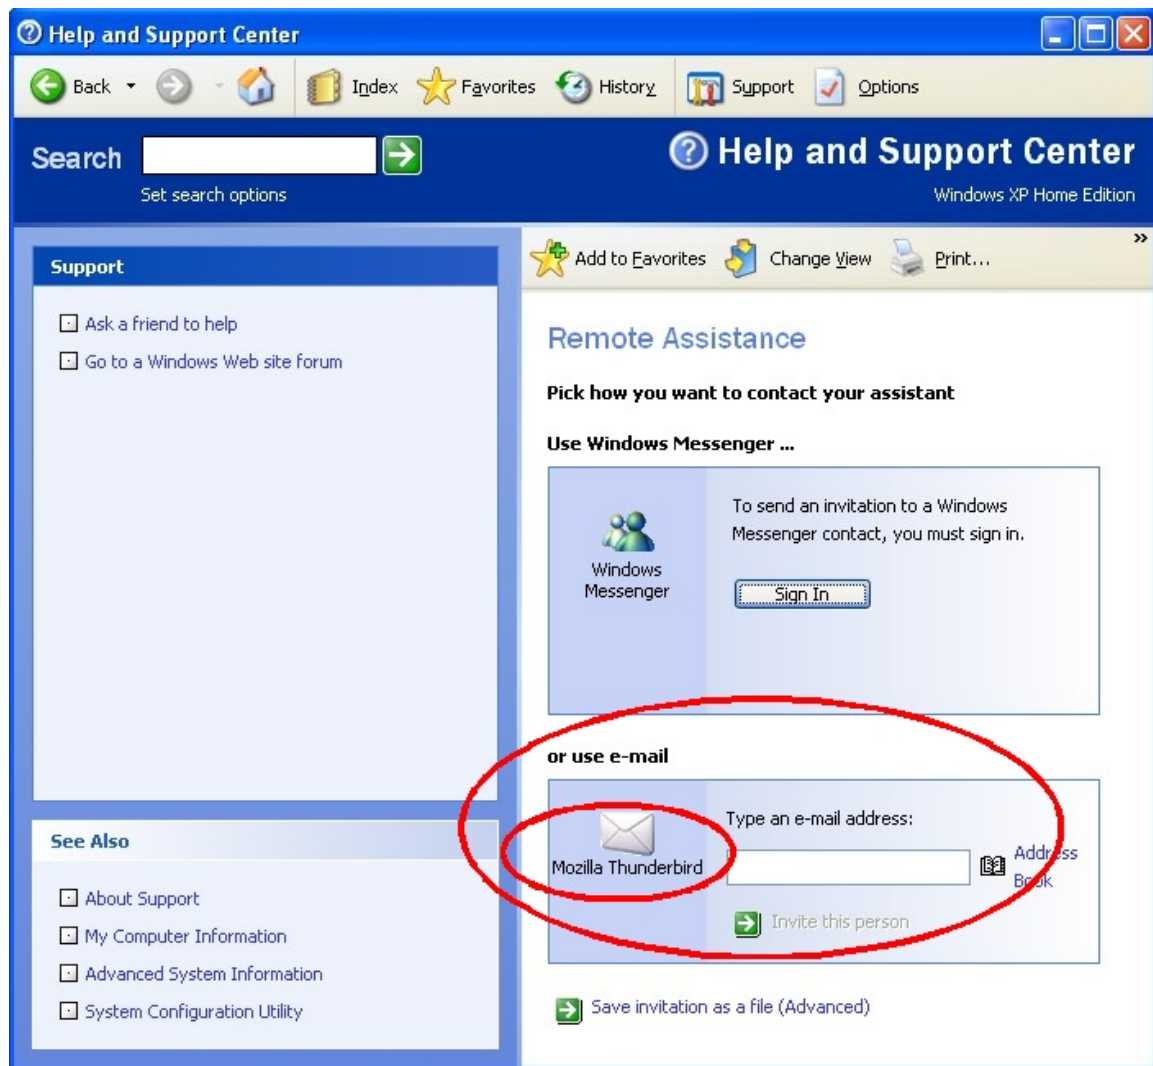 Help and Support Center
Back Index Favorites History Support Options
Search
Set search options
Help and Support Center
Windows XP Home Edition
Support
Ask a friend to help
Go to a Windows Web site forum
See Also
About Support
My Computer Information
Advanced System Information
System Configuration Utility
Add to Favorites Change View Print...
Remote Assistance
Pick how you want to contact your assistant
Use Windows Messenger ...
Windows
Messenger
To send an invitation to a Windows
Messenger contact, you must sign in.
Sign In
or use e-mail
Mozilla Thunderbird
Type an e-mail address:
Address
Book
Invite this person
Save invitation as a file (Advanced)